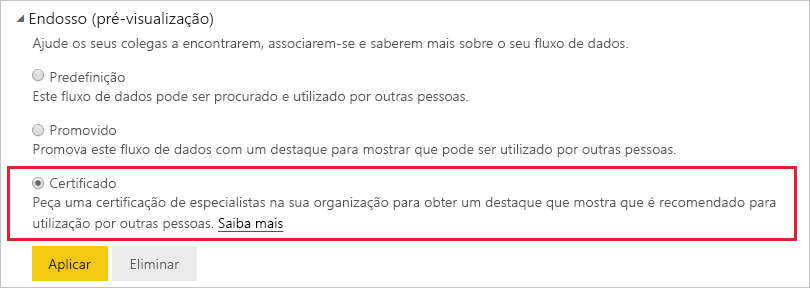 Endosso (pré-visualização)
Ajude os seus colegas a encontrarem, associarem-se e saberem mais sobre o seu fluxo de dados.
Predefinição
Este fluxo de dados pode ser procurado e utilizado por outras pessoas.
Promovido
Promova este fluxo de dados com um destaque para mostrar que pode ser utilizado por outras pessoas.
Certificado
Peça uma certificação de especialistas na sua organização para obter um destaque que mostra que é recomendado para
utilização por outras pessoas. Saiba mais
Aplicar Eliminar